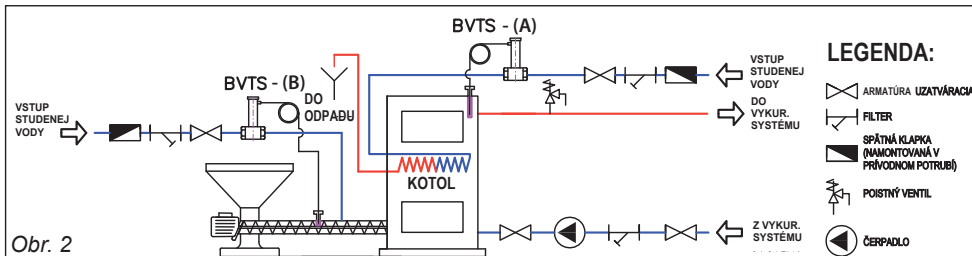 BVTS - (A)
VSTUP
STUDENEJ
VODY
DO
VYKUR.
SYSTÉMU
BVTS - (B)
DO
ODPADU
VSTUP
STUDENEJ
VODY
KOTOL
Z VYKUR.
SYSTÉMU
Obr. 2
LEGENDA:
ARMATÚRA UZATVÁRACIA
FILTER
SPÄTNÁ KLAPKA
(NAMONTOVANÁ V
PRÍVODNOM POTRUBÍ)
POISTNÝ VENTIL
ČERPADLO